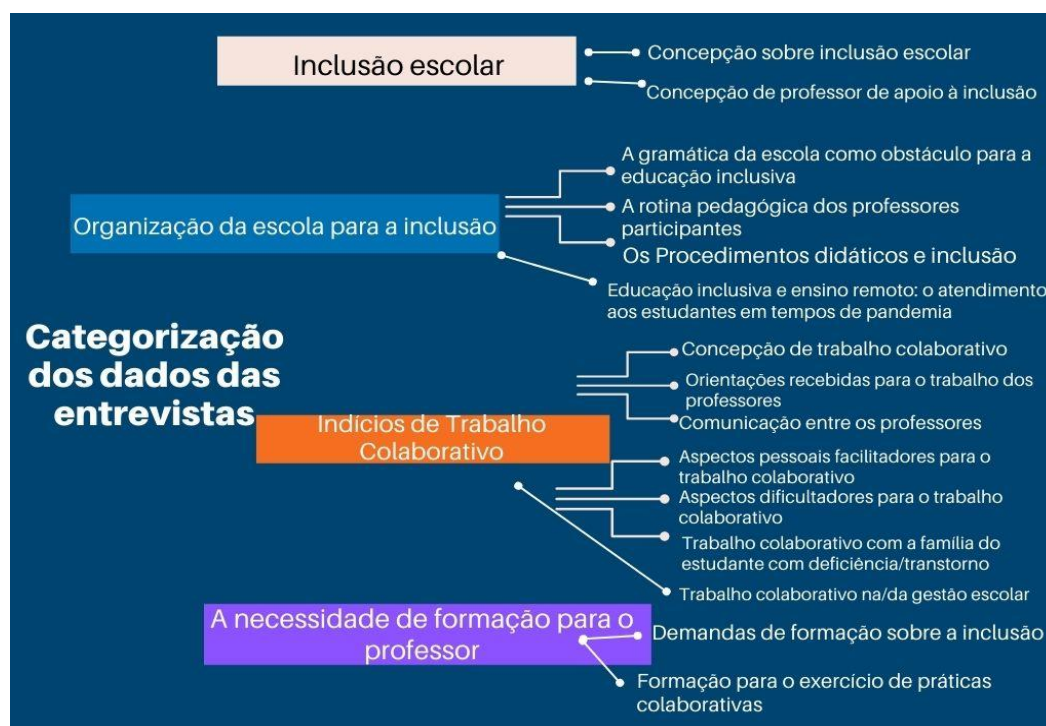 Inclusão escolar
Concepção sobre inclusão escolar
Concepção de professor de apoio à inclusão
Organização da escola para a inclusão
A gramática da escola como obstáculo para a
educação inclusiva
A rotina pedagógica dos professores
participantes
Os Procedimentos didáticos e inclusão
Educação inclusiva e ensino remoto: o atendimento
aos estudantes em tempos de pandemia
Categorização
dos dados das
entrevistas
Indícios de Trabalho
Colaborativo
Concepção de trabalho colaborativo
Orientações recebidas para o trabalho dos
professores
Comunicação entre os professores
Aspectos pessoais facilitadores para o
trabalho colaborativo
Aspectos dificultadores para o trabalho
colaborativo
Trabalho colaborativo com a família do
estudante com deficiência/transtorno
Trabalho colaborativo na/da gestão escolar
A necessidade de formação para o
professor
Demandas de formação sobre a inclusão
Formação para o exercício de práticas
colaborativas